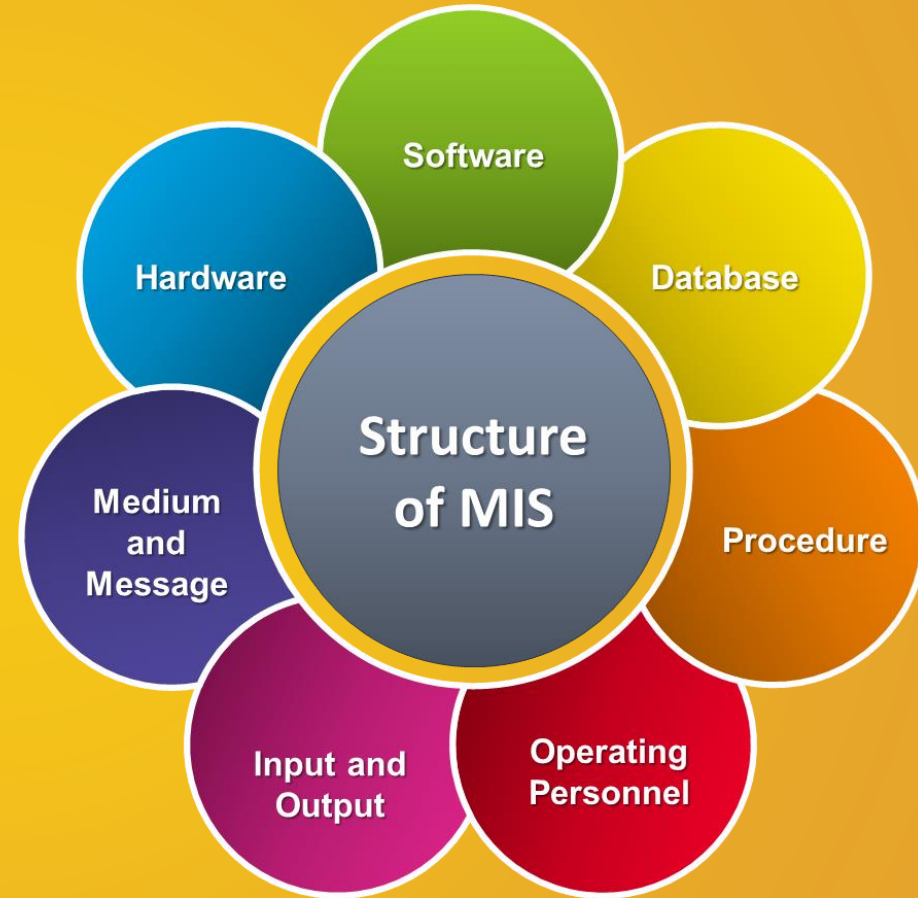 Software
Hardware
Database
Structure
of MIS
Medium
and
Message
Procedure
Input and
Output
Operating
Personnel